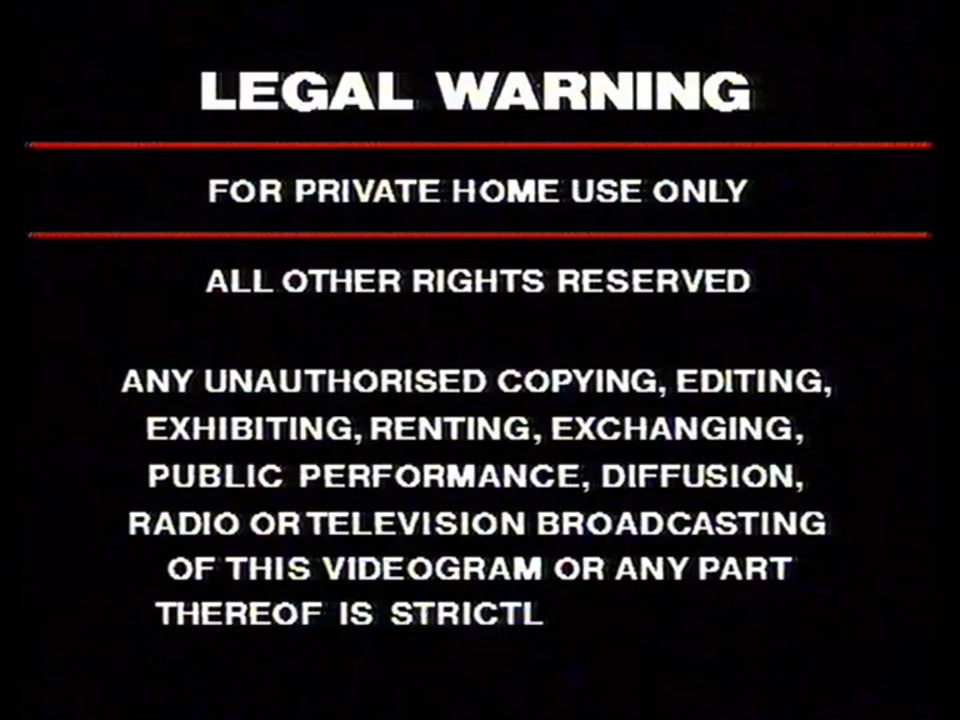 LEGAL WARNING
FOR PRIVATE HOME USE ONLY
ALL OTHER RIGHTS RESERVED
ANY UNAUTHORISED COPYING, EDITING,
EXHIBITING, RENTING, EXCHANGING,
PUBLIC PERFORMANCE, DIFFUSION,
RADIO OR TELEVISION BROADCASTING
OF THIS VIDEOGRAM OR ANY PART
THEREOF IS STRICTL